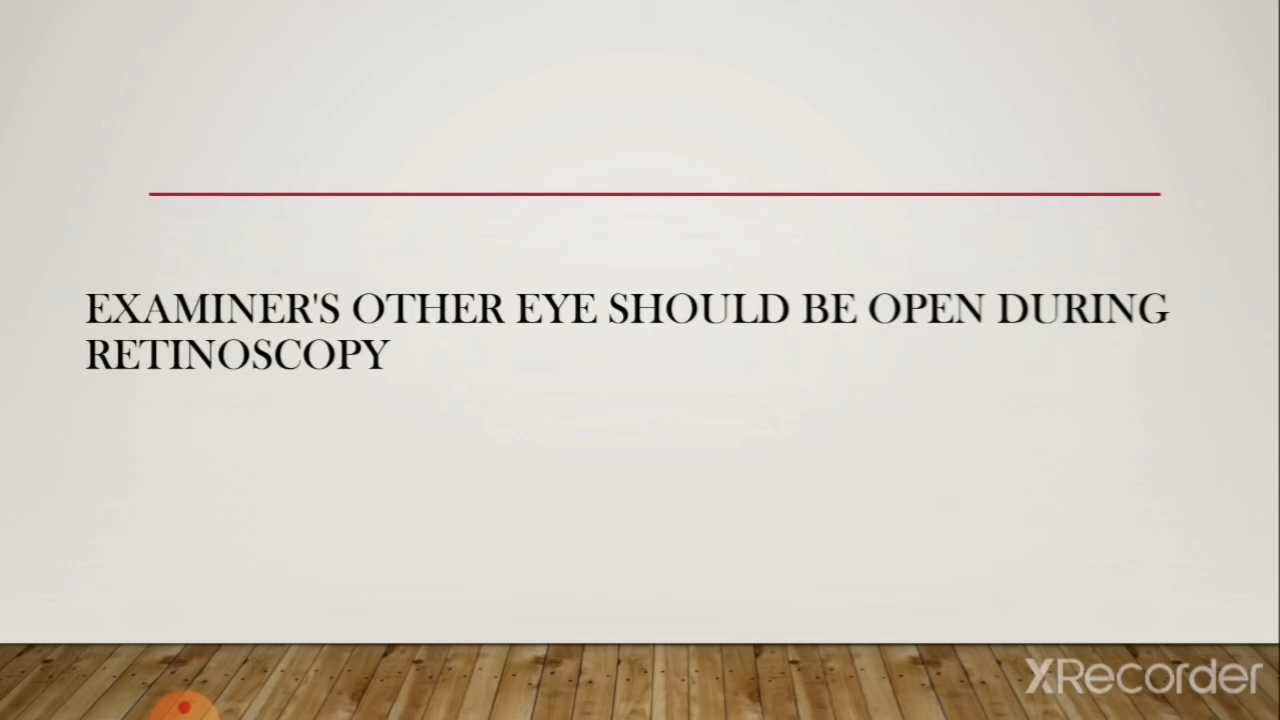 EXAMINER'S OTHER EYE SHOULD BE OPEN DURING
RETINOSCOPY
XRecorder